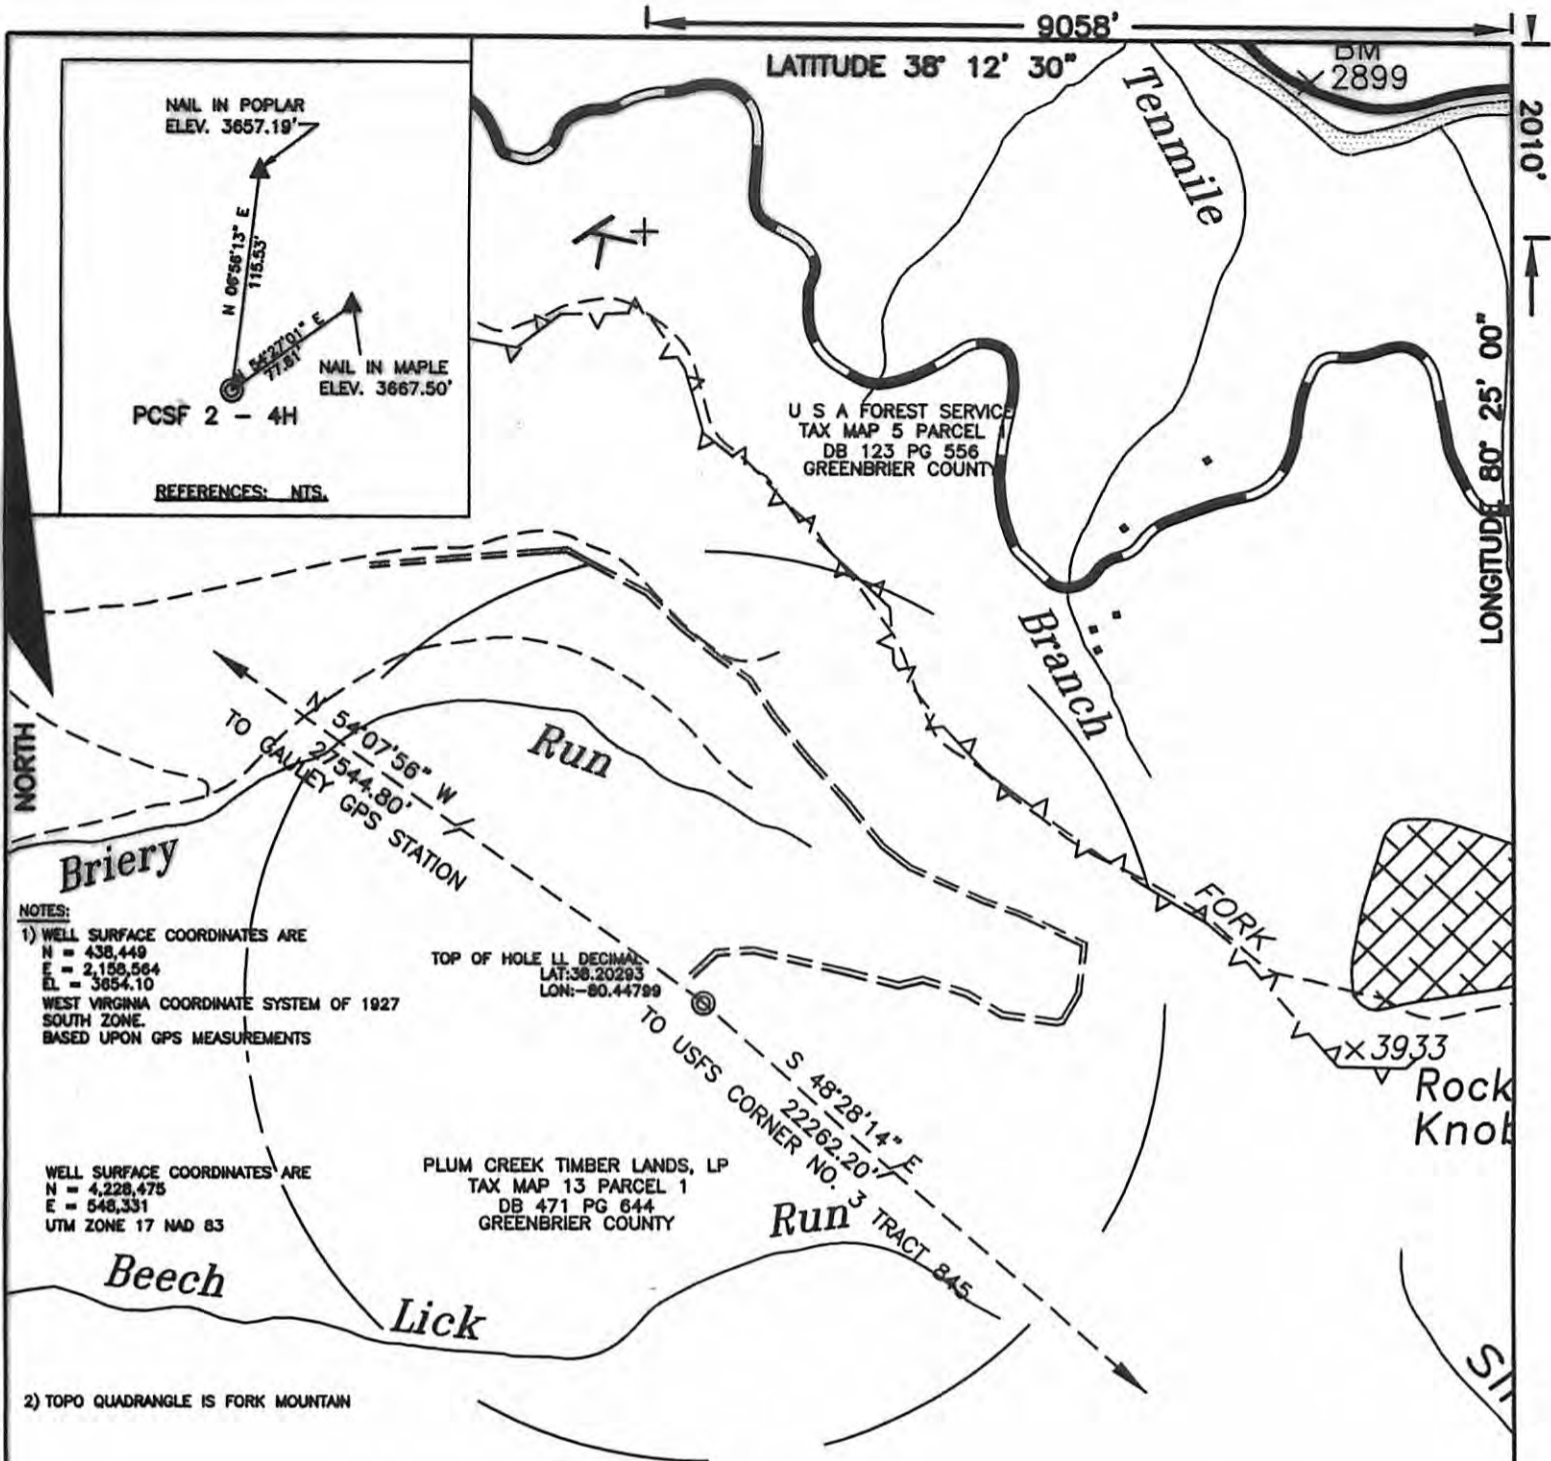 9058'
LATITUDE 38° 12' 30"
BM
2899
2010'
LONGITUDE 80° 25' 00"
NAIL IN POPLAR
ELEV. 3657.19'
N 06°56'13" E
115.53'
54°27'01" E
77.61'
NAIL IN MAPLE
ELEV. 3667.50'
PCSF 2 - 4H
REFERENCES: NTS.
Tenmile
Branch
U S A FOREST SERVICE
TAX MAP 5 PARCEL 1
DB 123 PG 556
GREENBRIER COUNTY
NORTH
N 54°07'56" W
27544.80'
TO GAULEY GPS STATION
Run
Briery
FORK
NOTES:
1) WELL SURFACE COORDINATES ARE
N = 438,449
E = 2,158,564
EL = 3654.10
WEST VIRGINIA COORDINATE SYSTEM OF 1927
SOUTH ZONE.
BASED UPON GPS MEASUREMENTS
TOP OF HOLE LL DECIMAL
LAT:38.20293
LON:-80.44799
S 48°28'14" E
22262.20'
TO USFS CORNER NO. 3 TRACT 845
3933
Rock
Knob
WELL SURFACE COORDINATES ARE
N = 4,228,475
E = 548,331
UTM ZONE 17 NAD 83
PLUM CREEK TIMBER LANDS, LP
TAX MAP 13 PARCEL 1
DB 471 PG 644
GREENBRIER COUNTY
Run
Beech
Lick
2) TOPO QUADRANGLE IS FORK MOUNTAIN